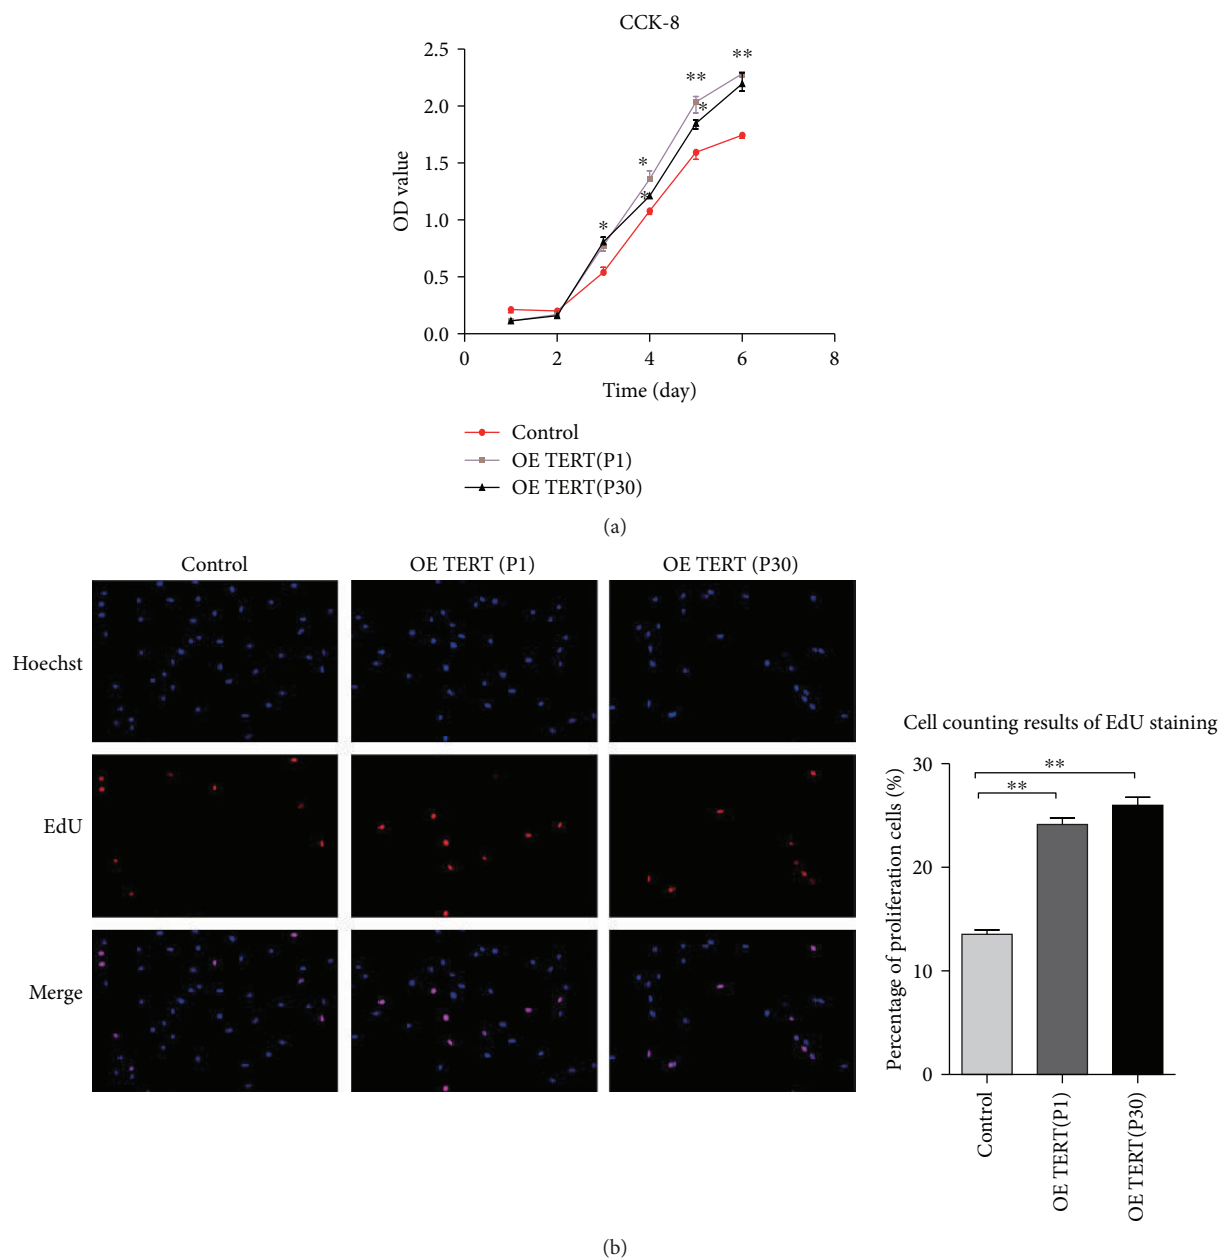 CCK-8
2.5
2.0
1.5
1.0
0.5
0.0
OD value
** **
*
*
*
*
0 2 4 6 8
Time (day)
Control
OE TERT(P1)
OE TERT(P30)
(a)
Control OE TERT (P1) OE TERT (P30)
Hoechst
EdU
Merge
Cell counting results of EdU staining
Percentage of proliferation cells (%)
30
20
10
0
**
**
Control
OE TERT(P1)
OE TERT(P30)
(b)